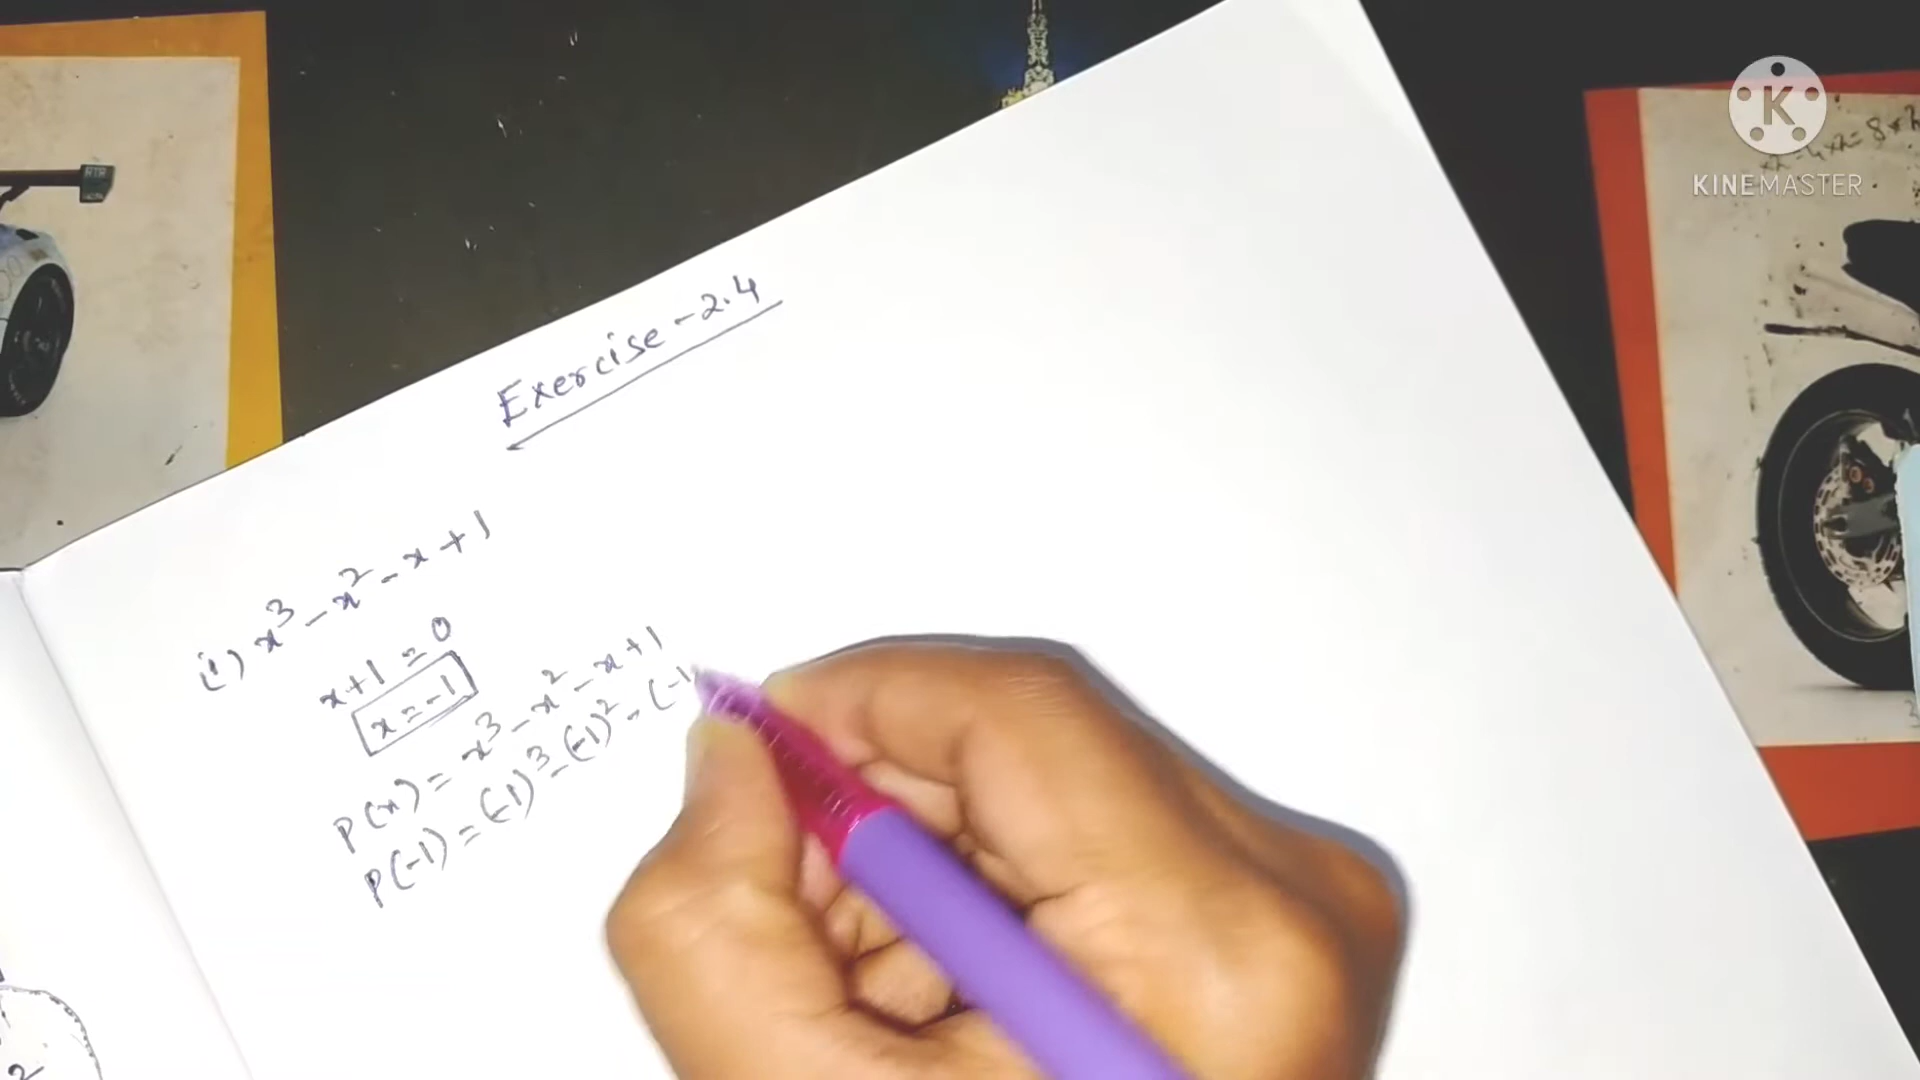 KINEMASTER
Exercise - 2.4
(i) x³ - x² - x + 1
x+1 = 0
x = -1
P(x) = x³ - x² - x + 1
P(-1) = (-1)³ - (-1)² - (-1
2